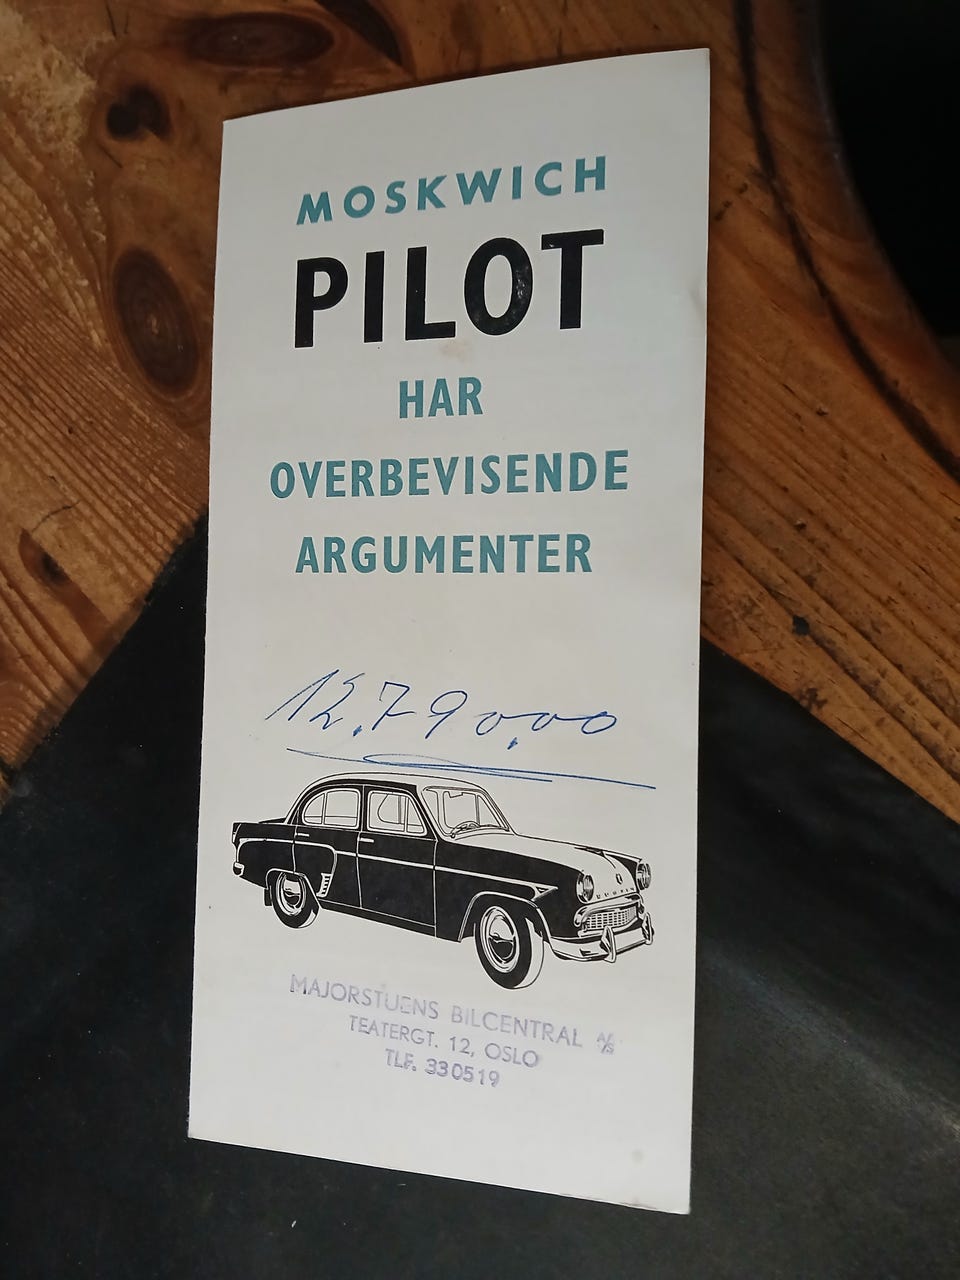 MOSKWICH
PILOT
HAR
OVERBEVISENDE
ARGUMENTER
12.790,00
MAJORSTUENS BILCENTRAL A/S
TEATERGT. 12, OSLO
TLF. 330519